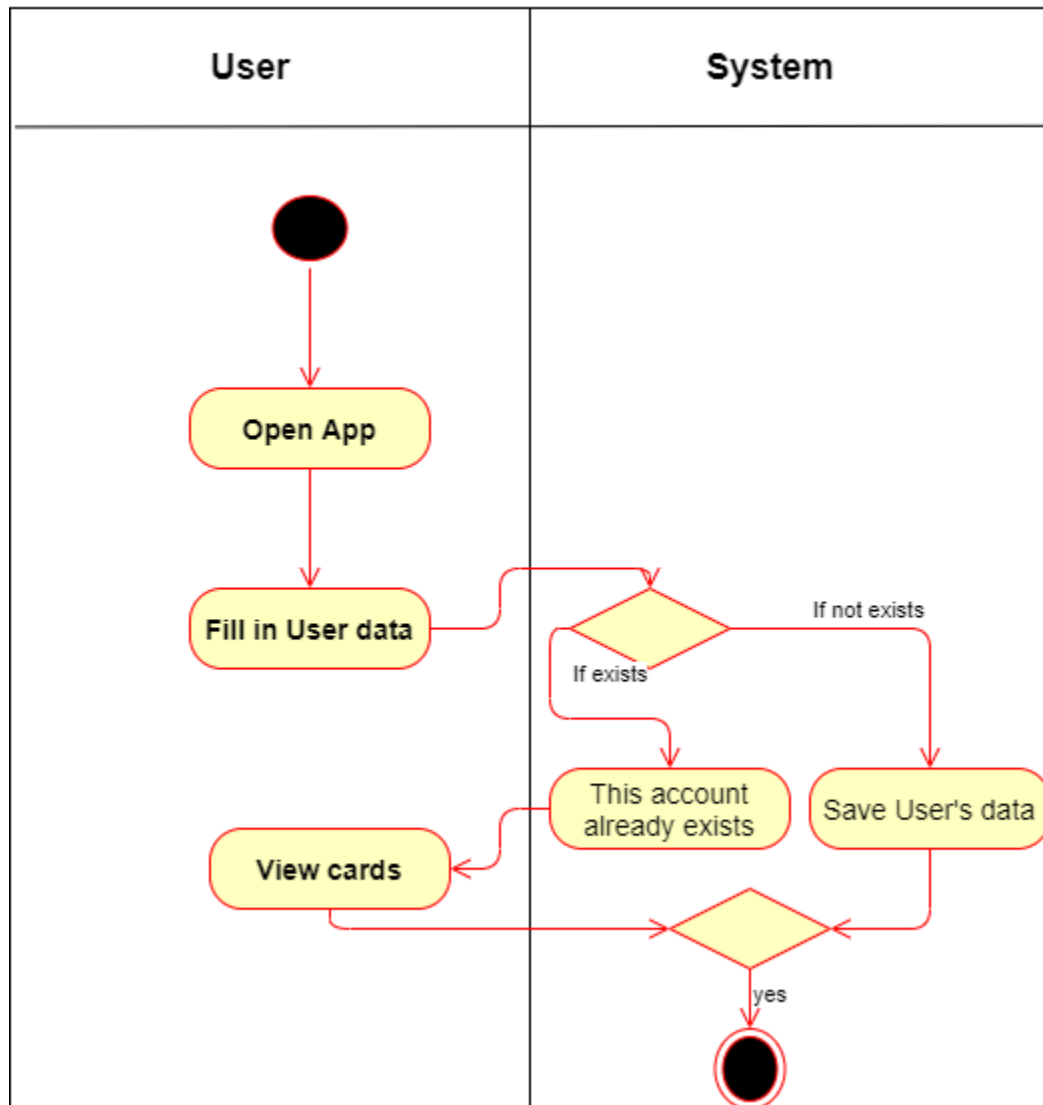 User
System
Open App
Fill in User data
If not exists
If exists
This account
already exists
Save User's data
View cards
yes